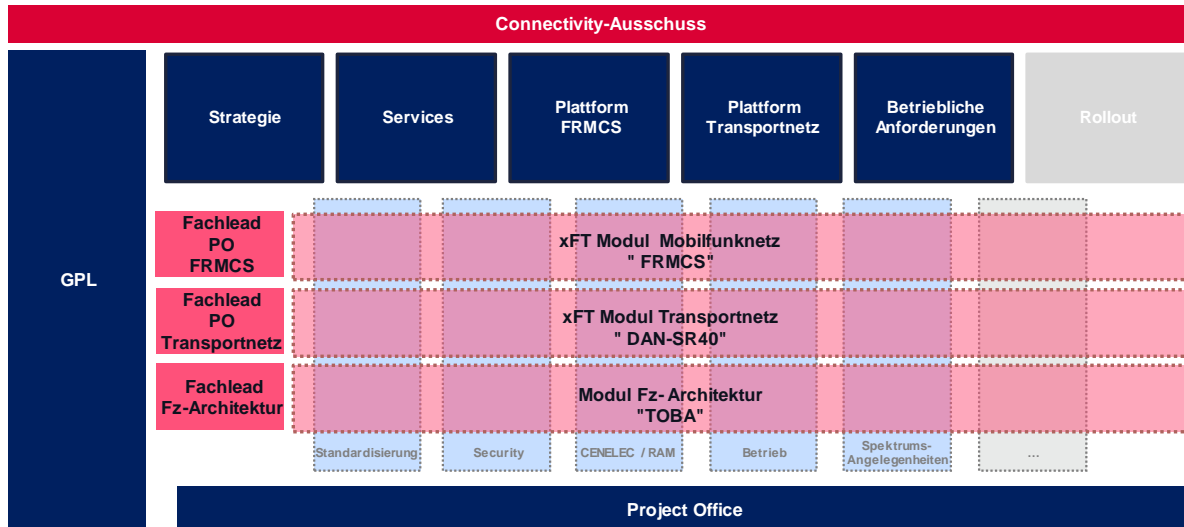 Connectivity-Ausschuss
GPL
Strategie
Services
Plattform
FRMCS
Plattform
Transportnetz
Betriebliche
Anforderungen
Rollout
Fachlead
PO
FRMCS
xFT Modul Mobilfunknetz
" FRMCS"
Fachlead
PO
Transportnetz
xFT Modul Transportnetz
" DAN-SR40"
Fachlead
Fz-Architektur
Modul Fz- Architektur
"TOBA"
Standardisierung
Security
CENELEC / RAM
Betrieb
Spektrums-
Angelegenheiten
...
Project Office